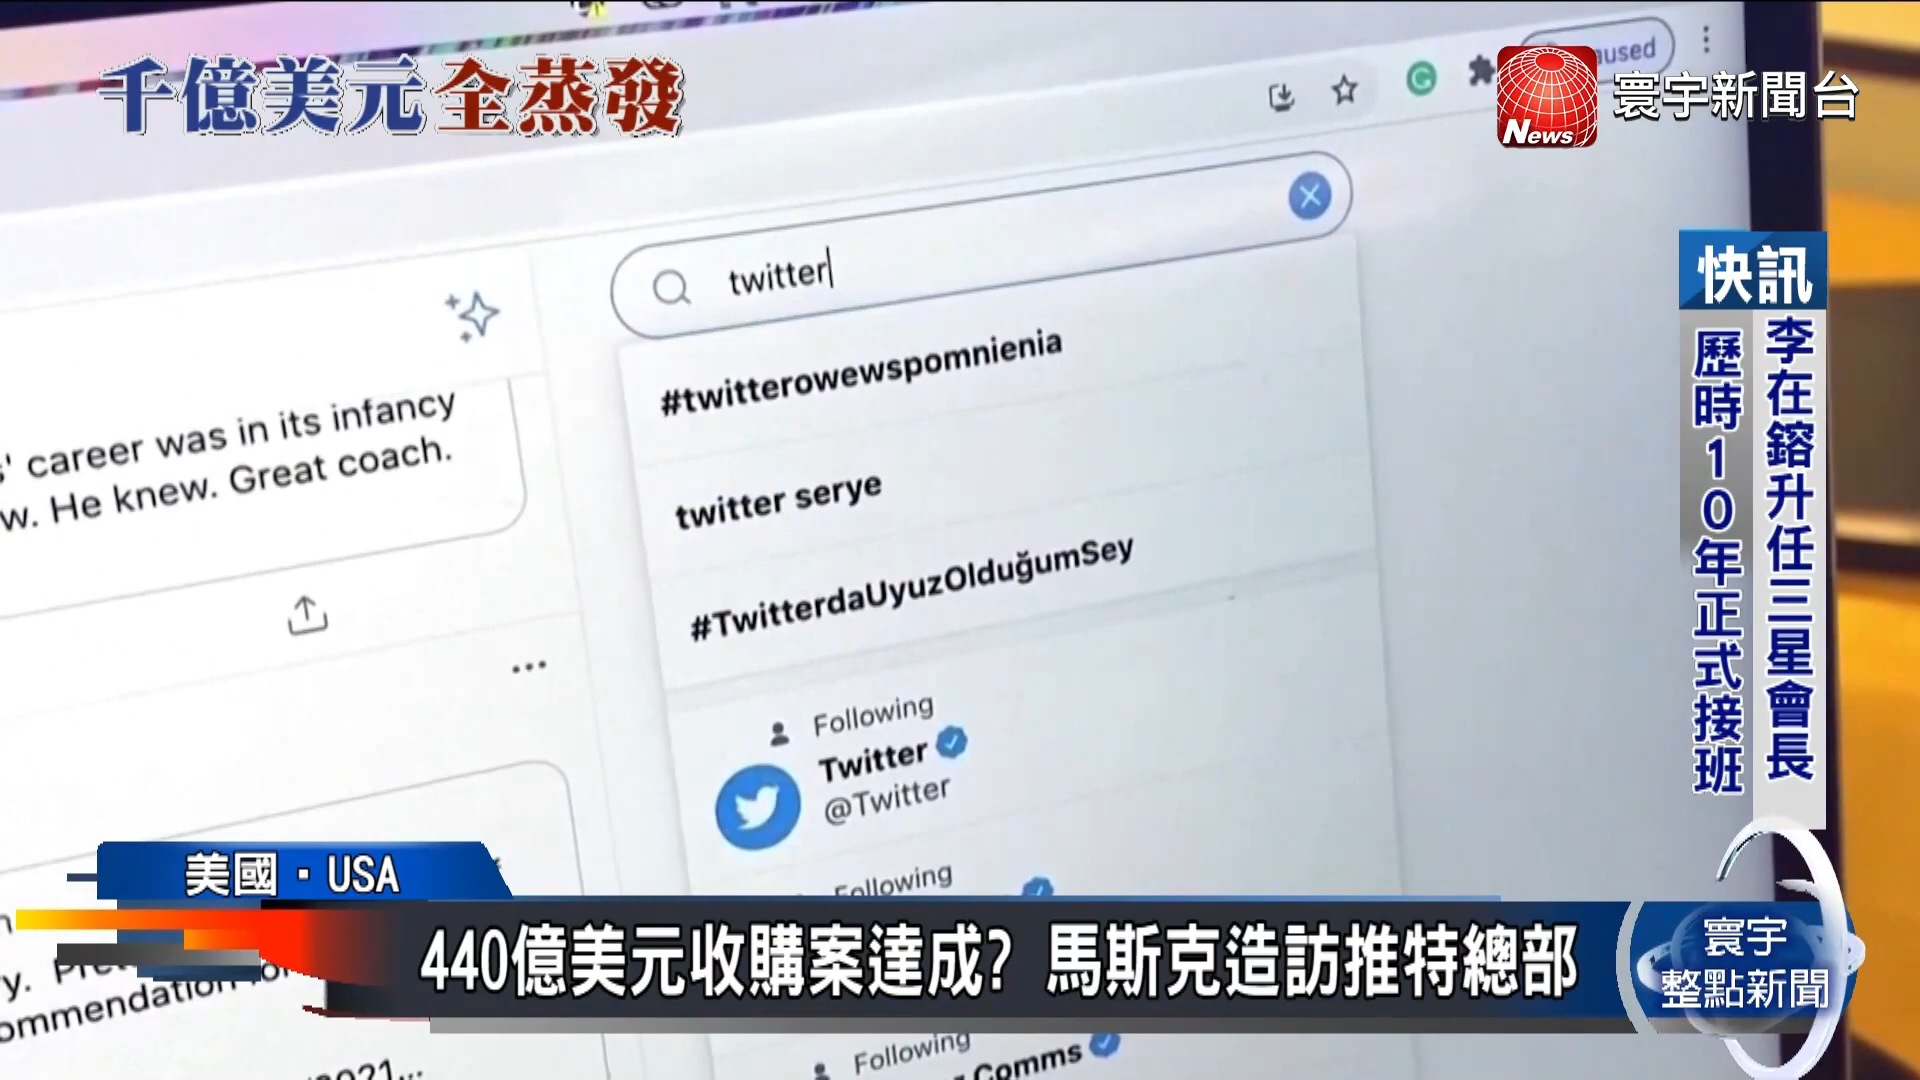 千億美元全蒸發
News
寰宇新聞台
twitter
#twitterowewspomnienia
twitter serye
#TwitterdaUyuzOlduğumSey
career was in its infancy
He knew. Great coach.
Following
Twitter
@Twitter
Following
Following
Comms
快訊
李在鎔升任三星會長
歷時10年正式接班
美國・USA
440億美元收購案達成? 馬斯克造訪推特總部
寰宇
整點新聞